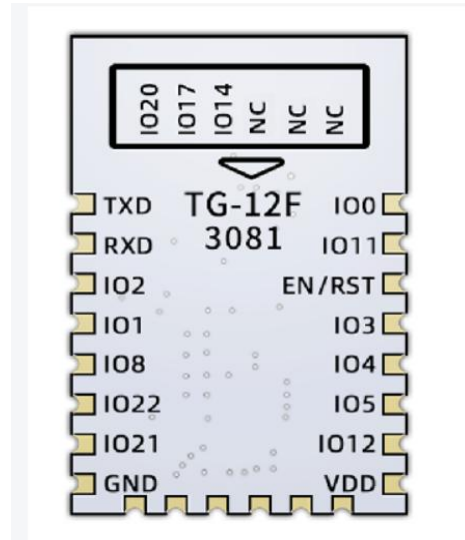 IO20 IO17 IO14 NC NC NC
TXD TG-12F IO0
RXD 3081 IO11
IO2 EN/RST
IO1 IO3
IO8 IO4
IO22 IO5
IO21 IO12
GND VDD